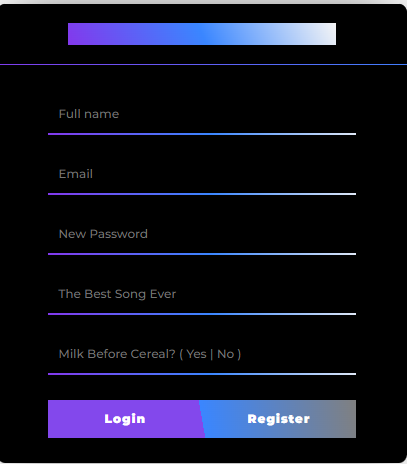 Full name
Email
New Password
The Best Song Ever
Milk Before Cereal? ( Yes | No )
Login Register